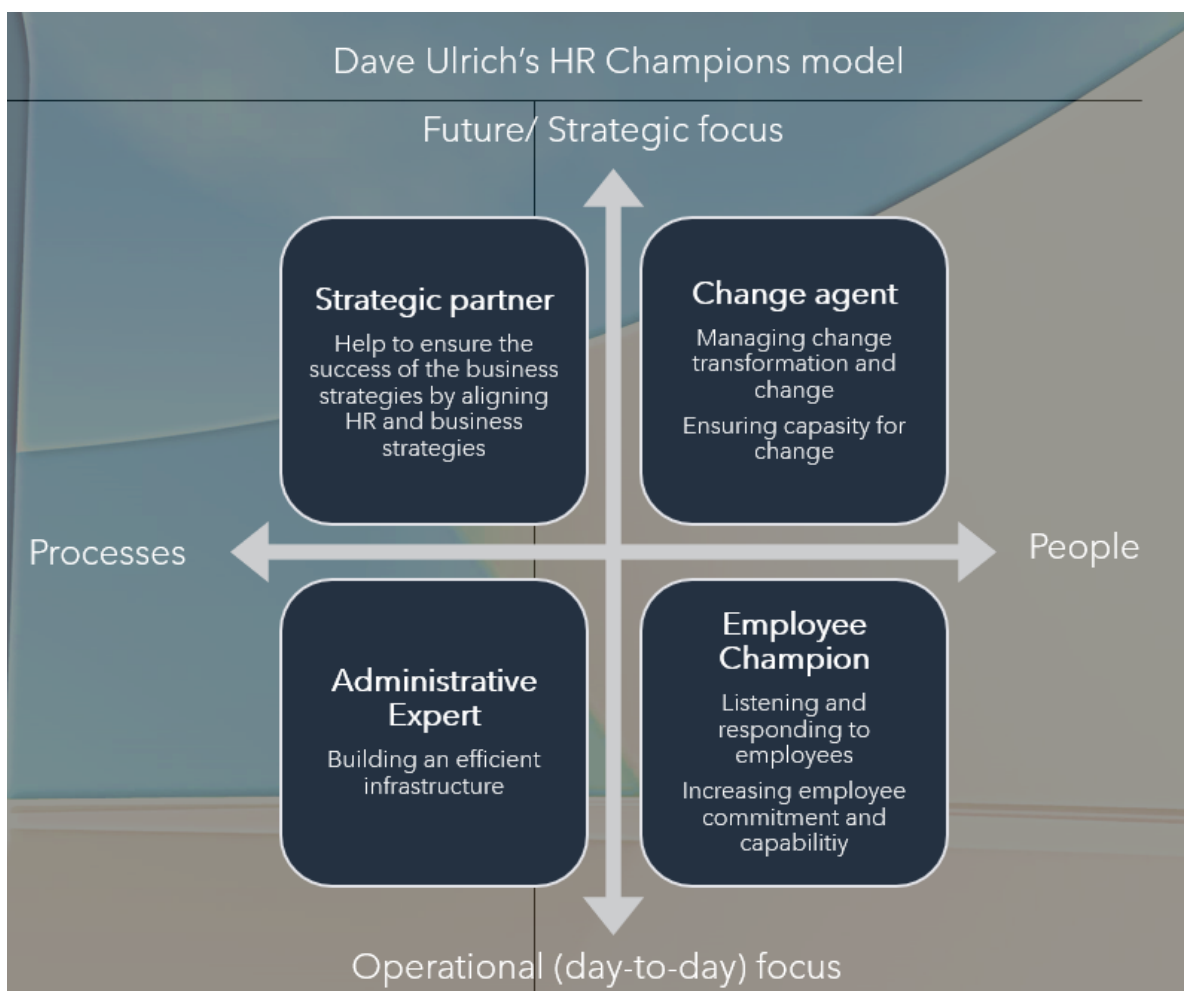 Dave Ulrich’s HR Champions model
Future/ Strategic focus
Strategic partner
Help to ensure the
success of the business
strategies by aligning
HR and business
strategies
Change agent
Managing change
transformation and
change
Ensuring capasity for
change
Processes
People
Administrative
Expert
Building an efficient
infrastructure
Employee
Champion
Listening and
responding to
employees
Increasing employee
commitment and
capabilitiy
Operational (day-to-day) focus